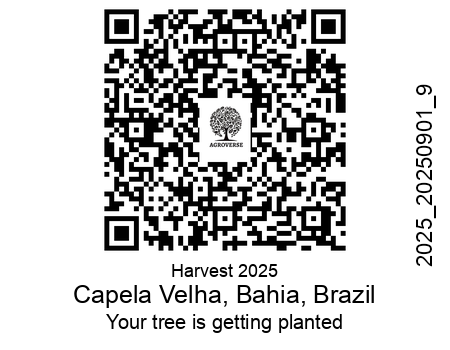 AGROVERSE
Harvest 2025
Capela Velha, Bahia, Brazil
Your tree is getting planted
2025_20250901_9